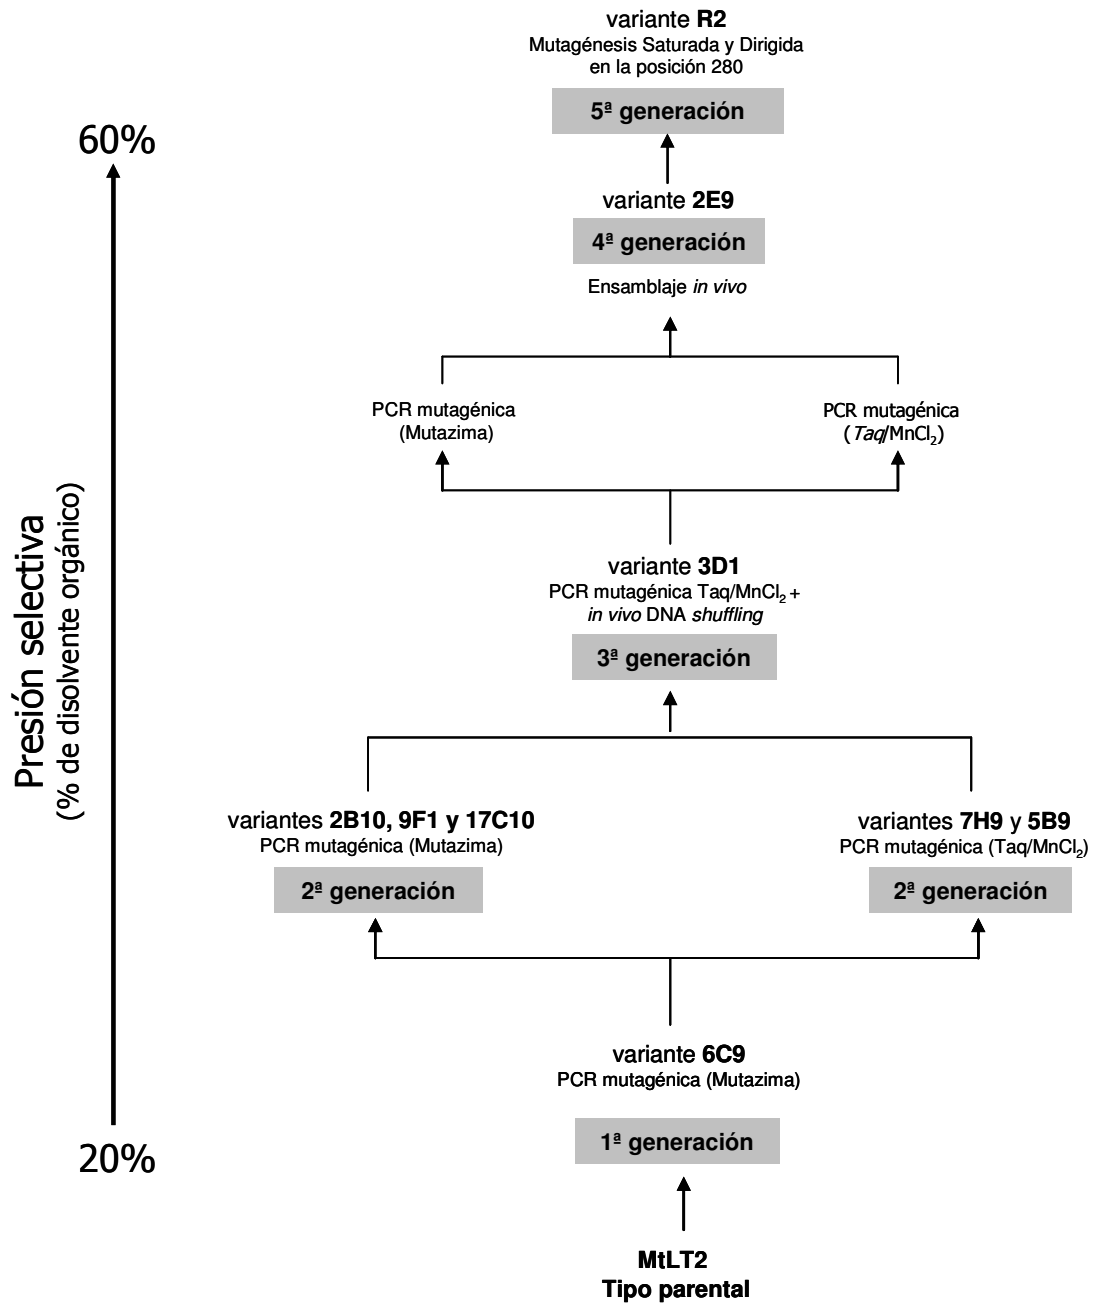 variante R2
Mutagénesis Saturada y Dirigida
en la posición 280
5ª generación
60%
variante 2E9
4ª generación
Ensamblaje in vivo
PCR mutagénica
(Mutazima)
PCR mutagénica
(Taq/MnCl₂)
Presión selectiva
(% de disolvente orgánico)
variante 3D1
PCR mutagénica Taq/MnCl₂ +
in vivo DNA shuffling
3ª generación
variantes 2B10, 9F1 y 17C10
PCR mutagénica (Mutazima)
2ª generación
variantes 7H9 y 5B9
PCR mutagénica (Taq/MnCl₂)
2ª generación
variante 6C9
PCR mutagénica (Mutazima)
1ª generación
20%
MtLT2
Tipo parental